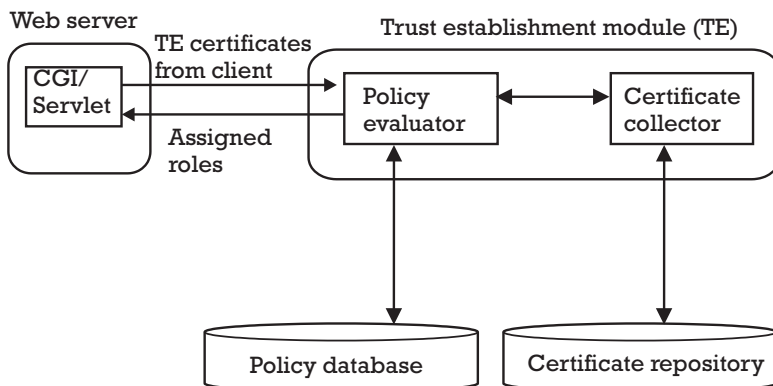 Web server
Trust establishment module (TE)
TE certificates
from client
CGI/
Servlet
Policy
evaluator
Certificate
collector
Assigned
roles
Policy database
Certificate repository